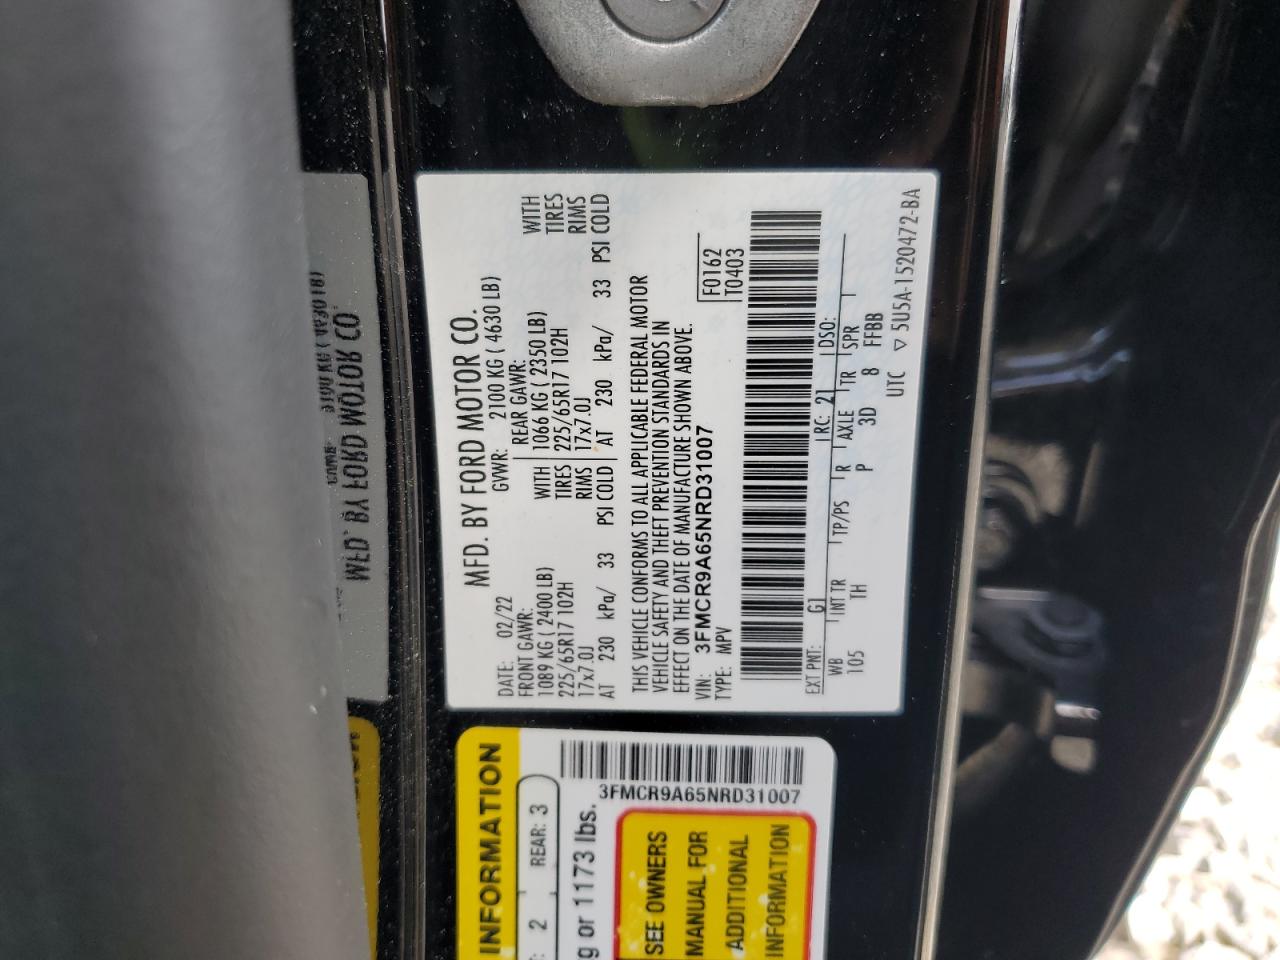 MFD. BY FORD MOTOR CO.
DATE: 02/22 GVWR: 2100 KG ( 4630 LB)
FRONT GAWR: REAR GAWR:
1089 KG ( 2400 LB) WITH 1066 KG ( 2350 LB) WITH
225/65R17 102H TIRES 225/65R17 102H TIRES
17x7.0J RIMS 17x7.0J RIMS
AT 230 kPa/ 33 PSI COLD AT 230 kPa/ 33 PSI COLD
THIS VEHICLE CONFORMS TO ALL APPLICABLE FEDERAL MOTOR
VEHICLE SAFETY AND THEFT PREVENTION STANDARDS IN
EFFECT ON THE DATE OF MANUFACTURE SHOWN ABOVE.
VIN: 3FMCR9A65NRD31007 F0162
TYPE: MPV T0403
EXT PNT: G1 RC: 21 DSO:
WB INT TR TP/PS R AXLE TR SPR
105 TH P 3D 8 FFBB
UTC ▽ 5U5A-1520472-BA
INFORMATION
2 REAR: 3
g or 1173 lbs.
3FMCR9A65NRD31007
SEE OWNERS
MANUAL FOR
ADDITIONAL
INFORMATION
MFD. BY FORD MOTOR CO.